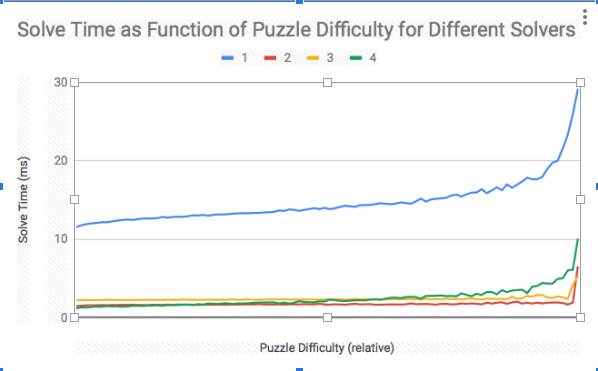 Solve Time as Function of Puzzle Difficulty for Different Solvers
1 2 3 4
30
20
10
0
Solve Time (ms)
Puzzle Difficulty (relative)